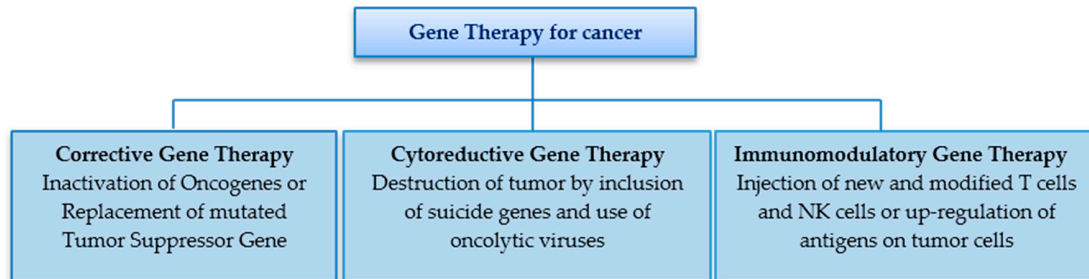 Gene Therapy for cancer
Corrective Gene Therapy
Inactivation of Oncogenes or
Replacement of mutated
Tumor Suppressor Gene
Cytoreductive Gene Therapy
Destruction of tumor by inclusion
of suicide genes and use of
oncolytic viruses
Immunomodulatory Gene Therapy
Injection of new and modified T cells
and NK cells or up-regulation of
antigens on tumor cells